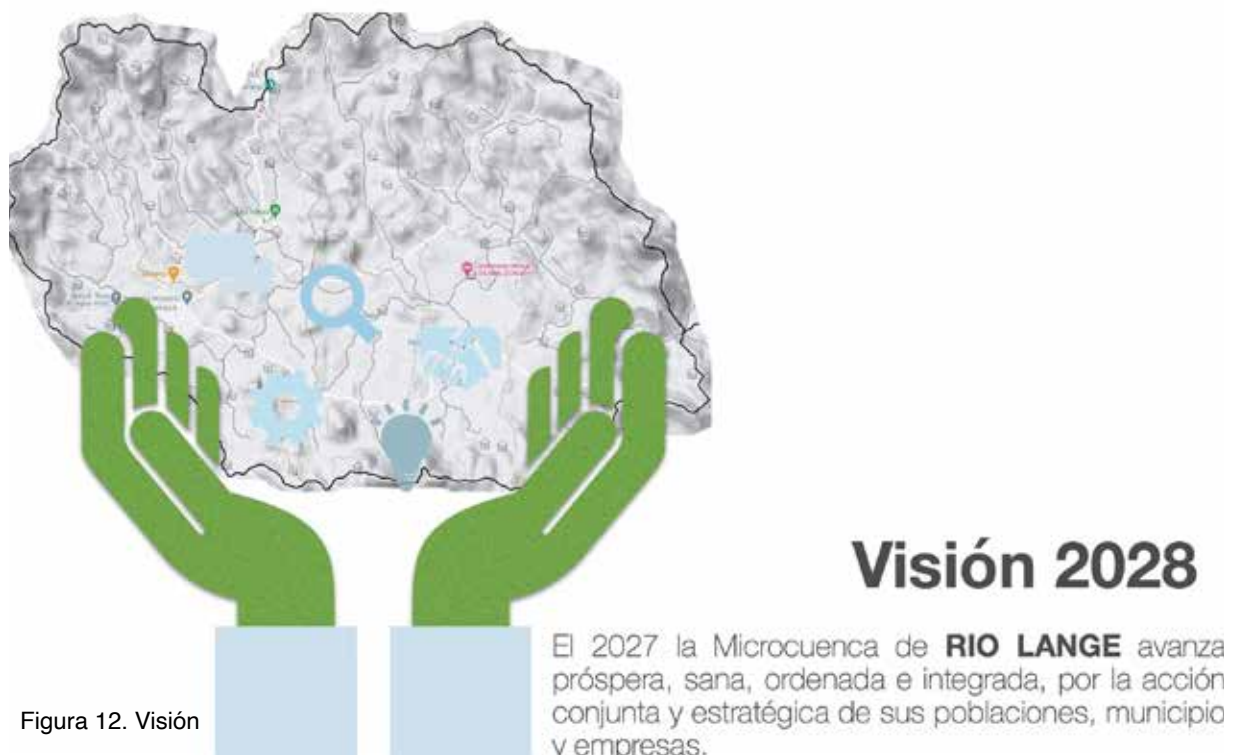 Visión 2028
El 2027 la Microcuenca de RIO LANGE avanza
próspera, sana, ordenada e integrada, por la acción
conjunta y estratégica de sus poblaciones, municipio
y empresas.
Figura 12. Visión